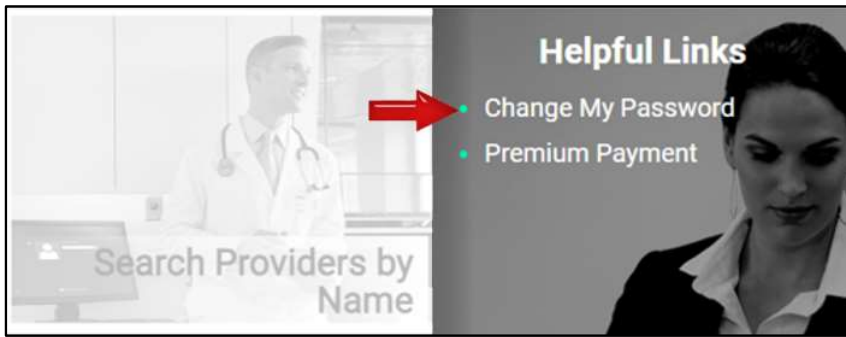 Helpful Links
Change My Password
Premium Payment
Search Providers by
Name